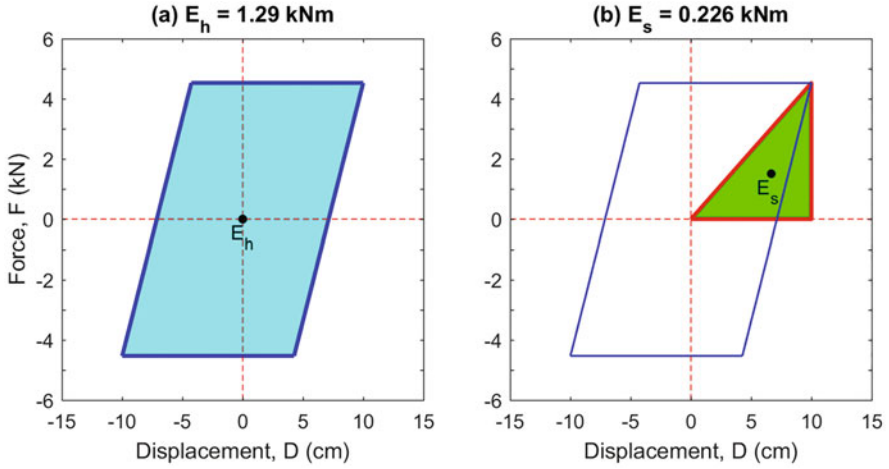 (a) E_h = 1.29 kNm
Force, F (kN)
6
4
2
0
-2
-4
-6
E_h
-15 -10 -5 0 5 10 15
Displacement, D (cm)
(b) E_s = 0.226 kNm
6
4
2
0
-2
-4
-6
E_s
-15 -10 -5 0 5 10 15
Displacement, D (cm)